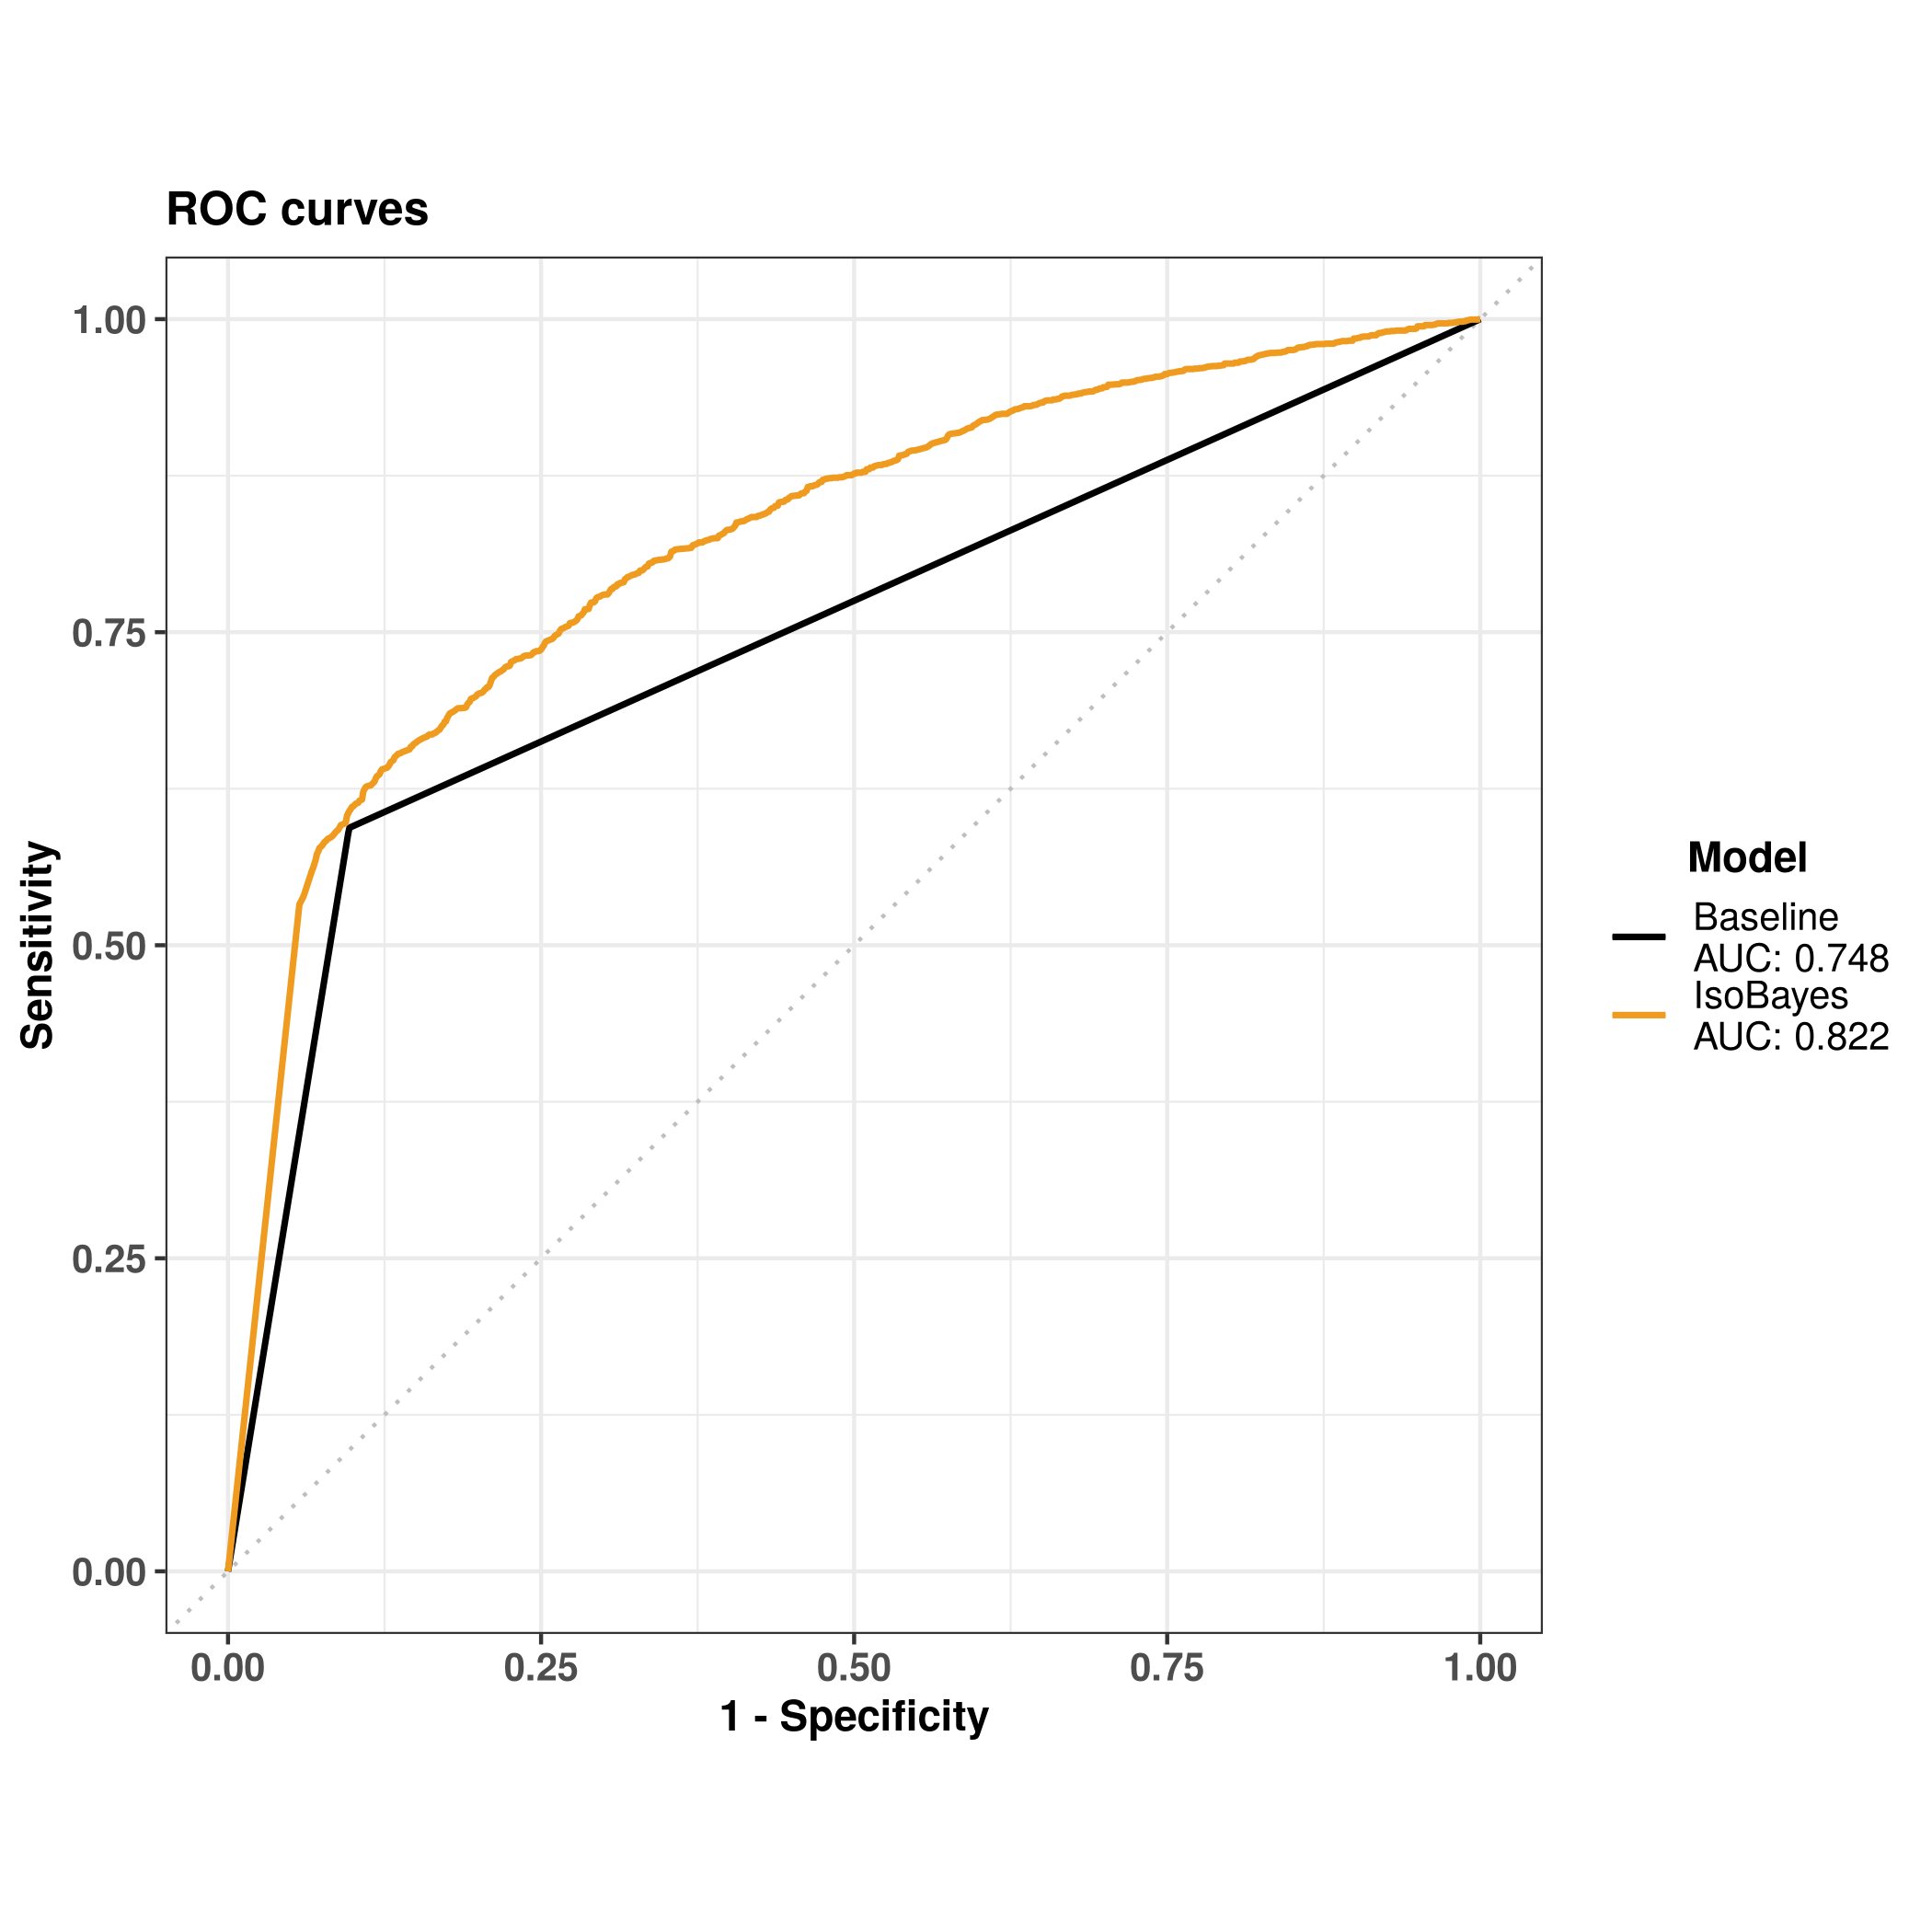 ROC curves
1.00
0.75
0.50
0.25
0.00
Sensitivity
0.00 0.25 0.50 0.75 1.00
1 - Specificity
Model
Baseline
AUC: 0.748
IsoBayes
AUC: 0.822